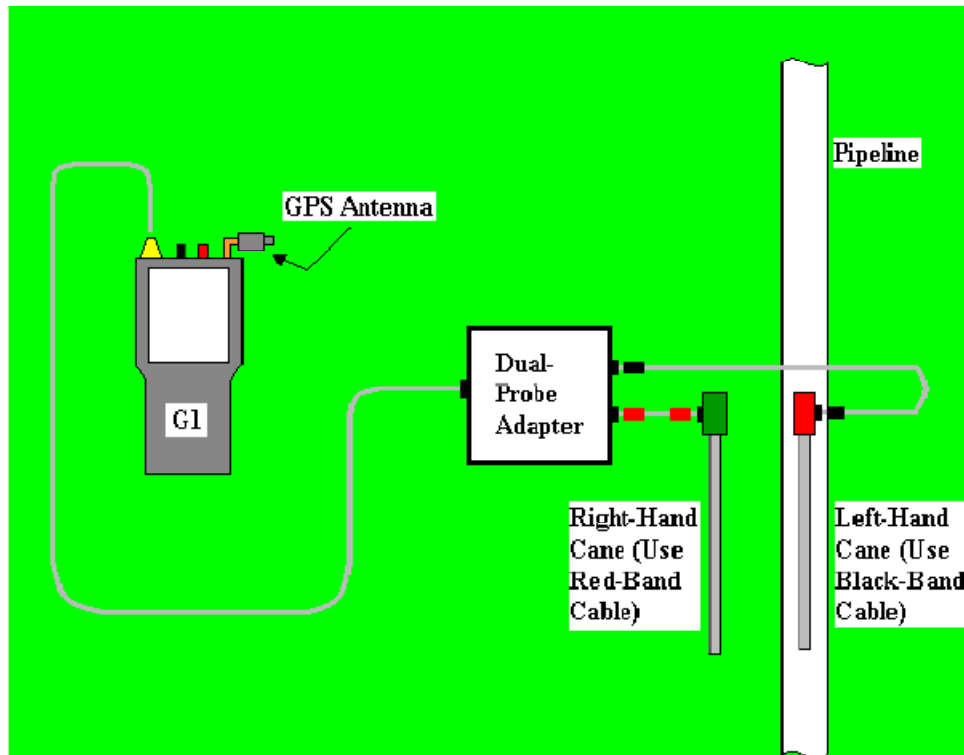 Pipeline
GPS Antenna
G1
Dual-
Probe
Adapter
Right-Hand
Cane (Use
Red-Band
Cable)
Left-Hand
Cane (Use
Black-Band
Cable)